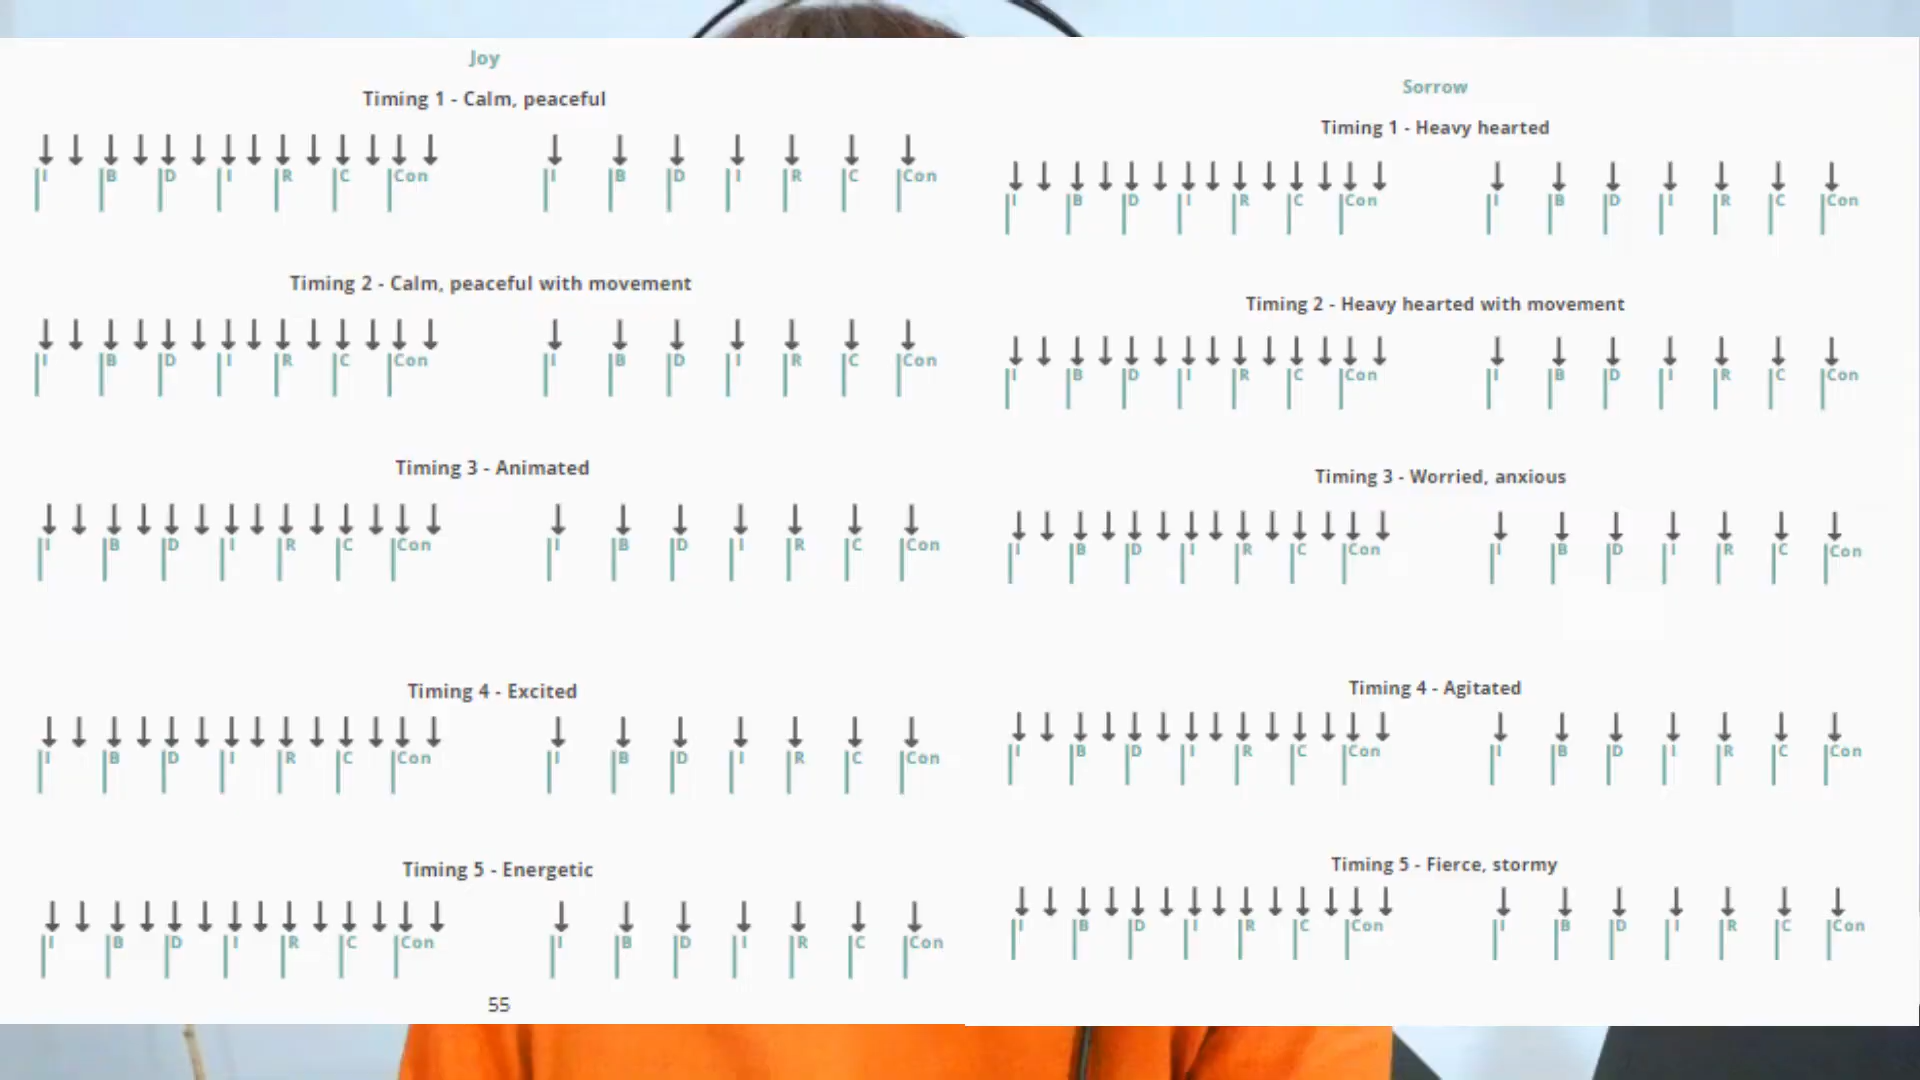 Joy
Timing 1 - Calm, peaceful
I B D I R C Con I B D I R C Con
Timing 2 - Calm, peaceful with movement
I B D I R C Con I B D I R C Con
Timing 3 - Animated
I B D I R C Con I B D I R C Con
Timing 4 - Excited
I B D I R C Con I B D I R C Con
Timing 5 - Energetic
I B D I R C Con I B D I R C Con
55
Sorrow
Timing 1 - Heavy hearted
I B D I R C Con I B D I R C Con
Timing 2 - Heavy hearted with movement
I B D I R C Con I B D I R C Con
Timing 3 - Worried, anxious
I B D I R C Con I B D I R C Con
Timing 4 - Agitated
I B D I R C Con I B D I R C Con
Timing 5 - Fierce, stormy
I B D I R C Con I B D I R C Con